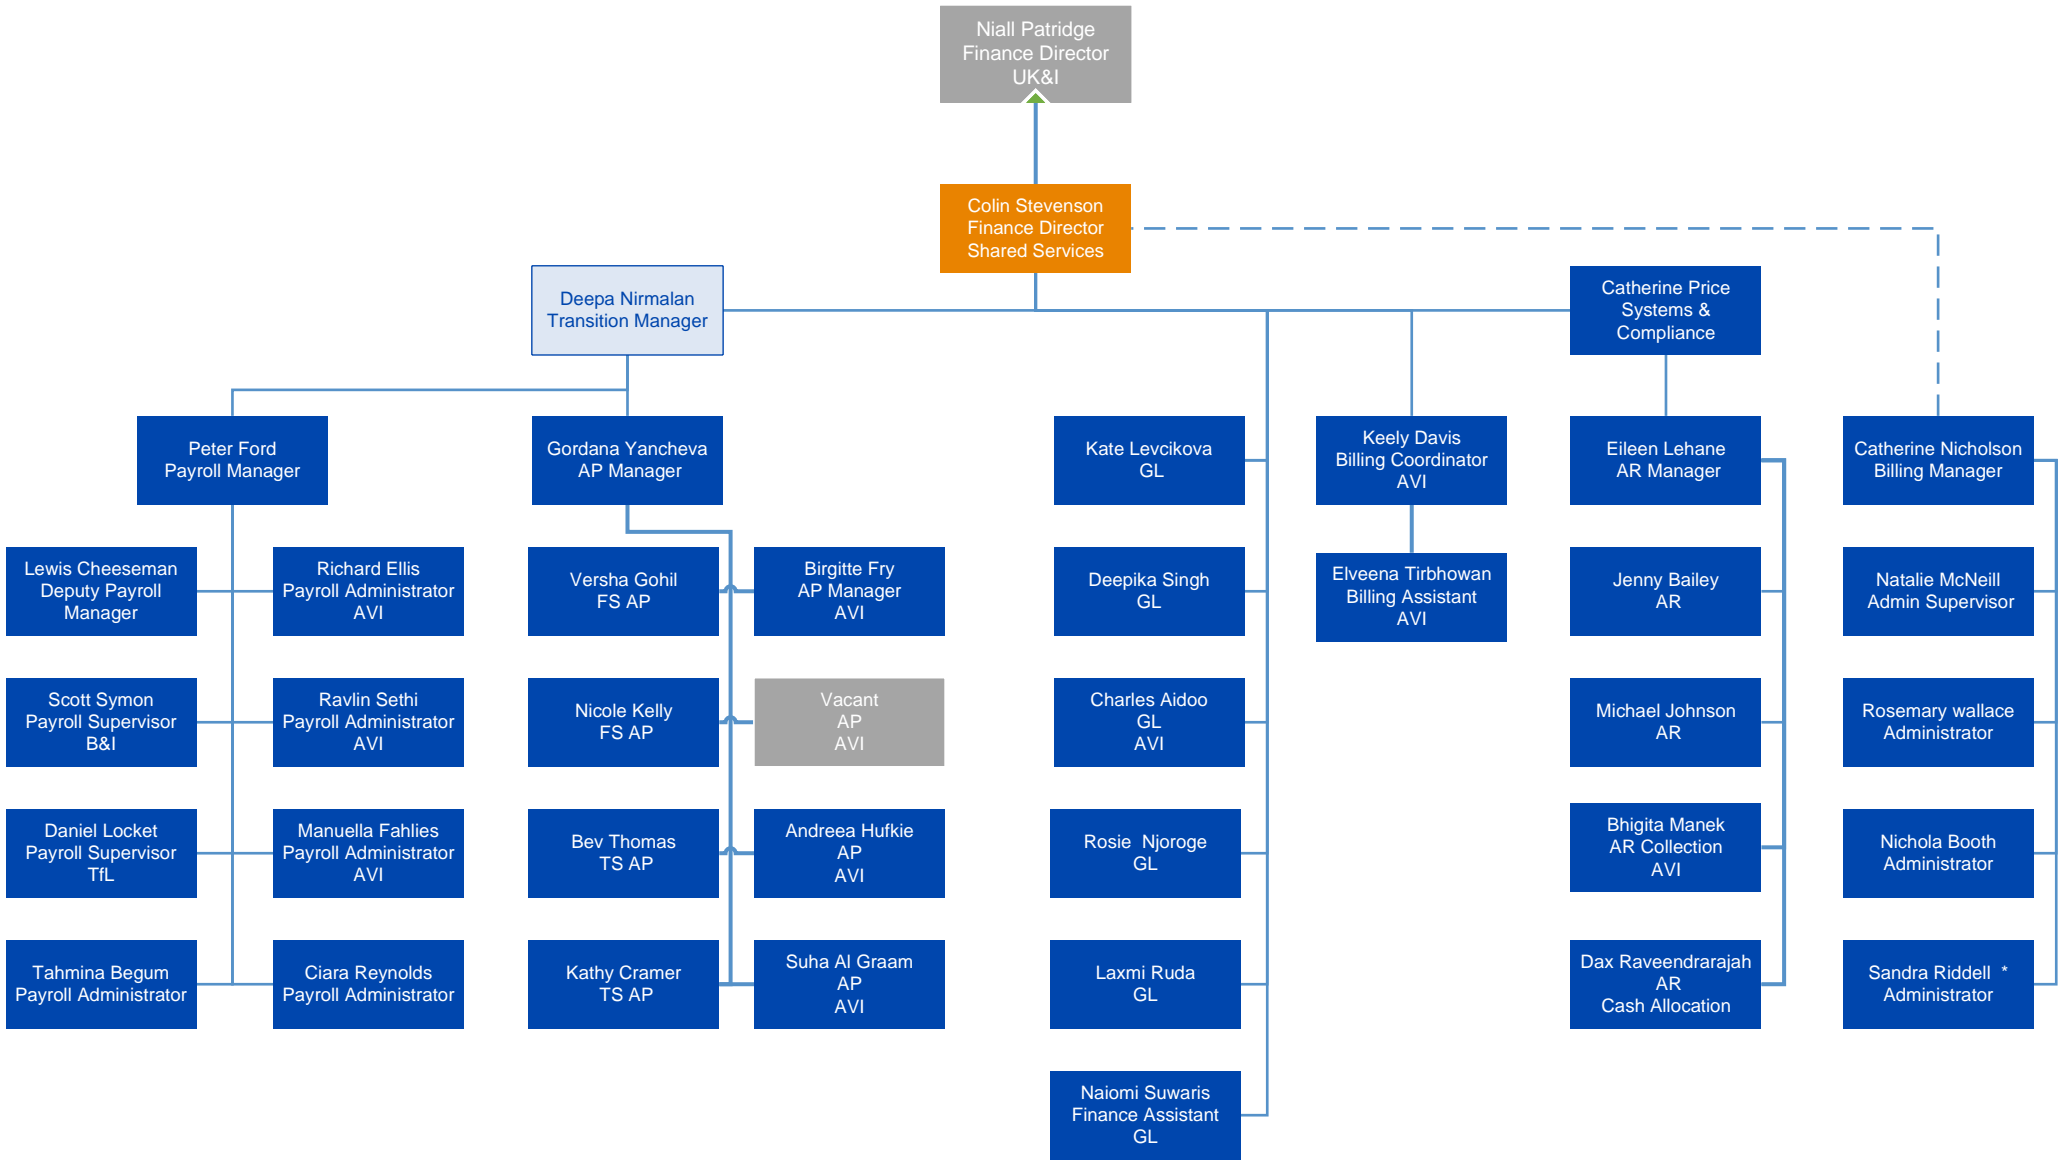 Niall Patridge
Finance Director
UK&I
Colin Stevenson
Finance Director
Shared Services
Deepa Nirmalan
Transition Manager
Catherine Price
Systems &
Compliance
Peter Ford
Payroll Manager
Gordana Yancheva
AP Manager
Kate Levcikova
GL
Keely Davis
Billing Coordinator
AVI
Eileen Lehane
AR Manager
Catherine Nicholson
Billing Manager
Lewis Cheeseman
Deputy Payroll
Manager
Richard Ellis
Payroll Administrator
AVI
Versha Gohil
FS AP
Birgitte Fry
AP Manager
AVI
Deepika Singh
GL
Elveena Tirbhowan
Billing Assistant
AVI
Jenny Bailey
AR
Natalie McNeill
Admin Supervisor
Scott Symon
Payroll Supervisor
B&I
Ravlin Sethi
Payroll Administrator
AVI
Nicole Kelly
FS AP
Vacant
AP
AVI
Charles Aidoo
GL
AVI
Michael Johnson
AR
Rosemary wallace
Administrator
Daniel Locket
Payroll Supervisor
TfL
Manuella Fahlies
Payroll Administrator
AVI
Bev Thomas
TS AP
Andreea Hufkie
AP
AVI
Rosie  Njoroge
GL
Bhigita Manek
AR Collection
AVI
Nichola Booth
Administrator
Tahmina Begum
Payroll Administrator
Ciara Reynolds
Payroll Administrator
Kathy Cramer
TS AP
Suha Al Graam
AP
AVI
Laxmi Ruda
GL
Dax Raveendrarajah
AR
Cash Allocation
Sandra Riddell  *
Administrator
Naiomi Suwaris
Finance Assistant
GL